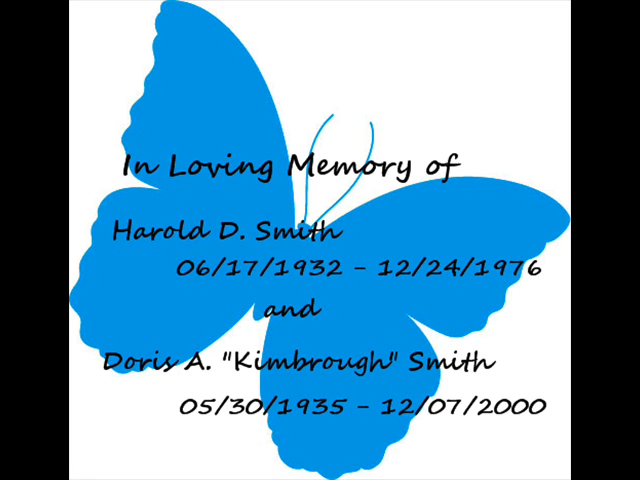 In Loving Memory of
Harold D. Smith
06/17/1932 - 12/24/1976
and
Doris A. "Kimbrough" Smith
05/30/1935 - 12/07/2000